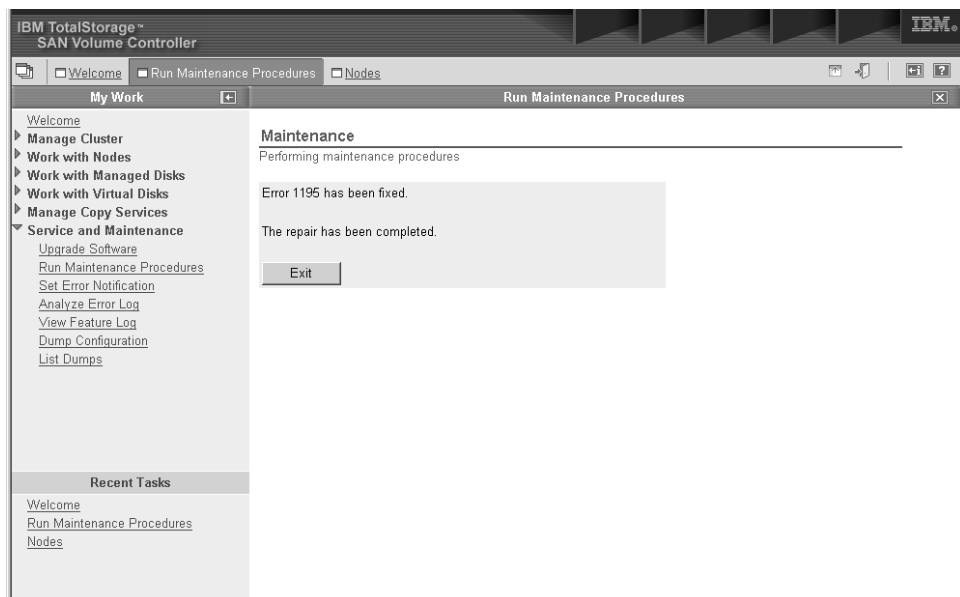 IBM TotalStorage™
SAN Volume Controller
IBM®
Welcome
Run Maintenance Procedures
Nodes
?
My Work
Run Maintenance Procedures
Welcome
Manage Cluster
Work with Nodes
Work with Managed Disks
Work with Virtual Disks
Manage Copy Services
Service and Maintenance
Upgrade Software
Run Maintenance Procedures
Set Error Notification
Analyze Error Log
View Feature Log
Dump Configuration
List Dumps
Maintenance
Performing maintenance procedures
Error 1195 has been fixed.
The repair has been completed.
Exit
Recent Tasks
Welcome
Run Maintenance Procedures
Nodes